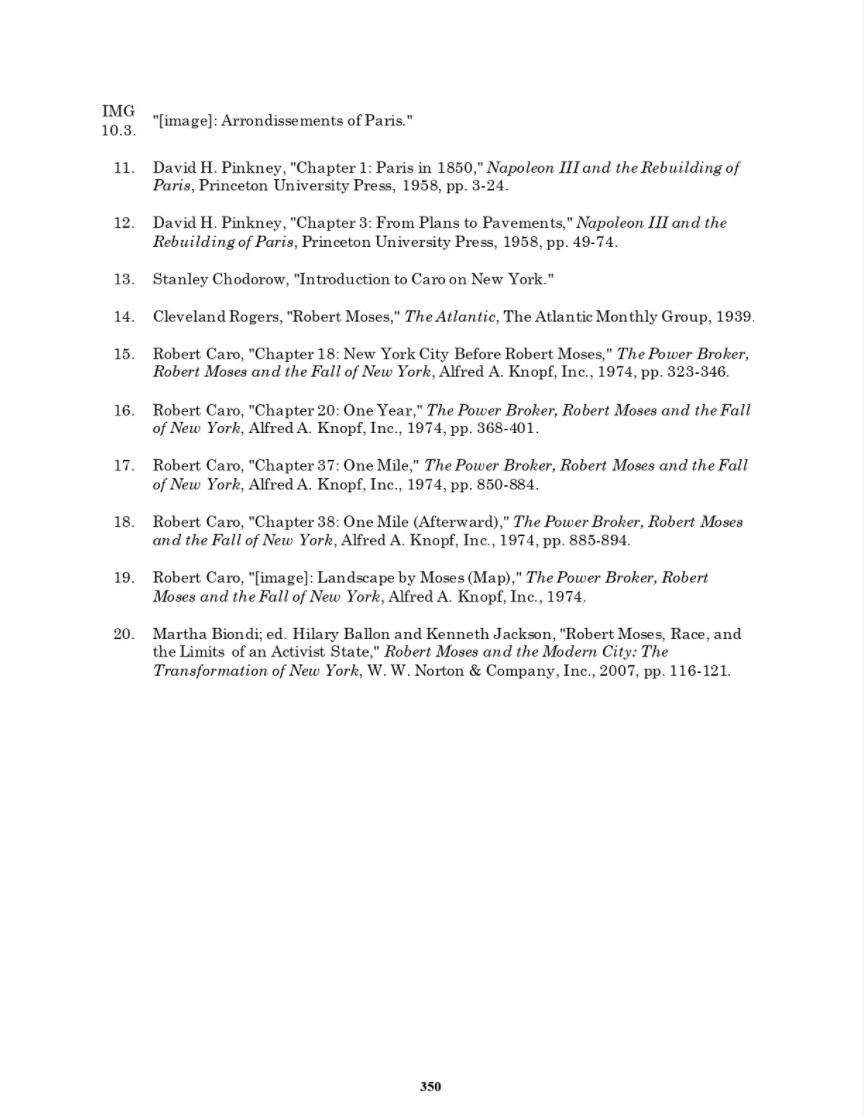 IMG
10.3.
"[image]: Arrondissements of Paris."
11. David H. Pinkney, "Chapter 1: Paris in 1850," Napoleon III and the Rebuilding of
Paris, Princeton University Press, 1958, pp. 3-24.
12. David H. Pinkney, "Chapter 3: From Plans to Pavements," Napoleon III and the
Rebuilding of Paris, Princeton University Press, 1958, pp. 49-74.
13. Stanley Chodorow, "Introduction to Caro on New York."
14. Cleveland Rogers, "Robert Moses," The Atlantic, The Atlantic Monthly Group, 1939.
15. Robert Caro, "Chapter 18: New York City Before Robert Moses," The Power Broker,
Robert Moses and the Fall of New York, Alfred A. Knopf, Inc., 1974, pp. 323-346.
16. Robert Caro, "Chapter 20: One Year," The Power Broker, Robert Moses and the Fall
of New York, Alfred A. Knopf, Inc., 1974, pp. 368-401.
17. Robert Caro, "Chapter 37: One Mile," The Power Broker, Robert Moses and the Fall
of New York, Alfred A. Knopf, Inc., 1974, pp. 850-884.
18. Robert Caro, "Chapter 38: One Mile (Afterward)," The Power Broker, Robert Moses
and the Fall of New York, Alfred A. Knopf, Inc., 1974, pp. 885-894.
19. Robert Caro, "[image]: Landscape by Moses (Map)," The Power Broker, Robert
Moses and the Fall of New York, Alfred A. Knopf, Inc., 1974.
20. Martha Biondi; ed. Hilary Ballon and Kenneth Jackson, "Robert Moses, Race, and
the Limits of an Activist State," Robert Moses and the Modern City: The
Transformation of New York, W. W. Norton & Company, Inc., 2007, pp. 116-121.
350